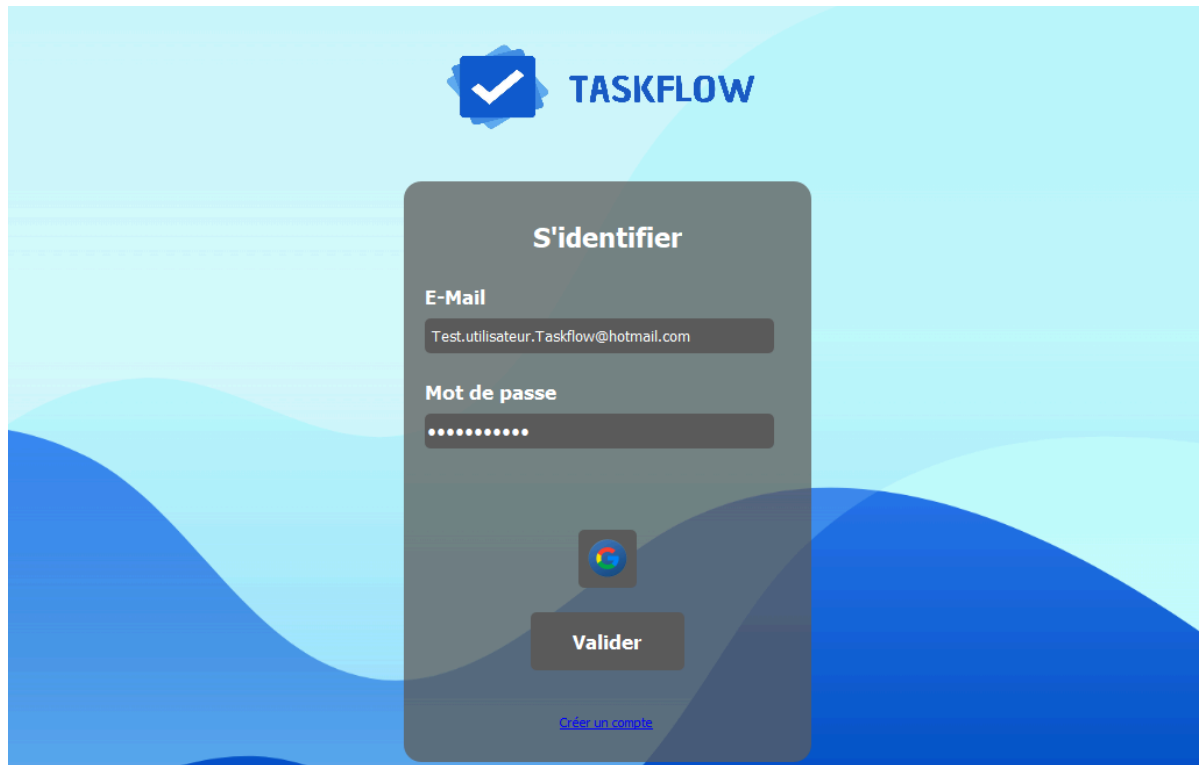 TASKFLOW
S'identifier
E-Mail
Test.utilisateur.Taskflow@hotmail.com
Mot de passe
•••••••••••
G
Valider
Créer un compte